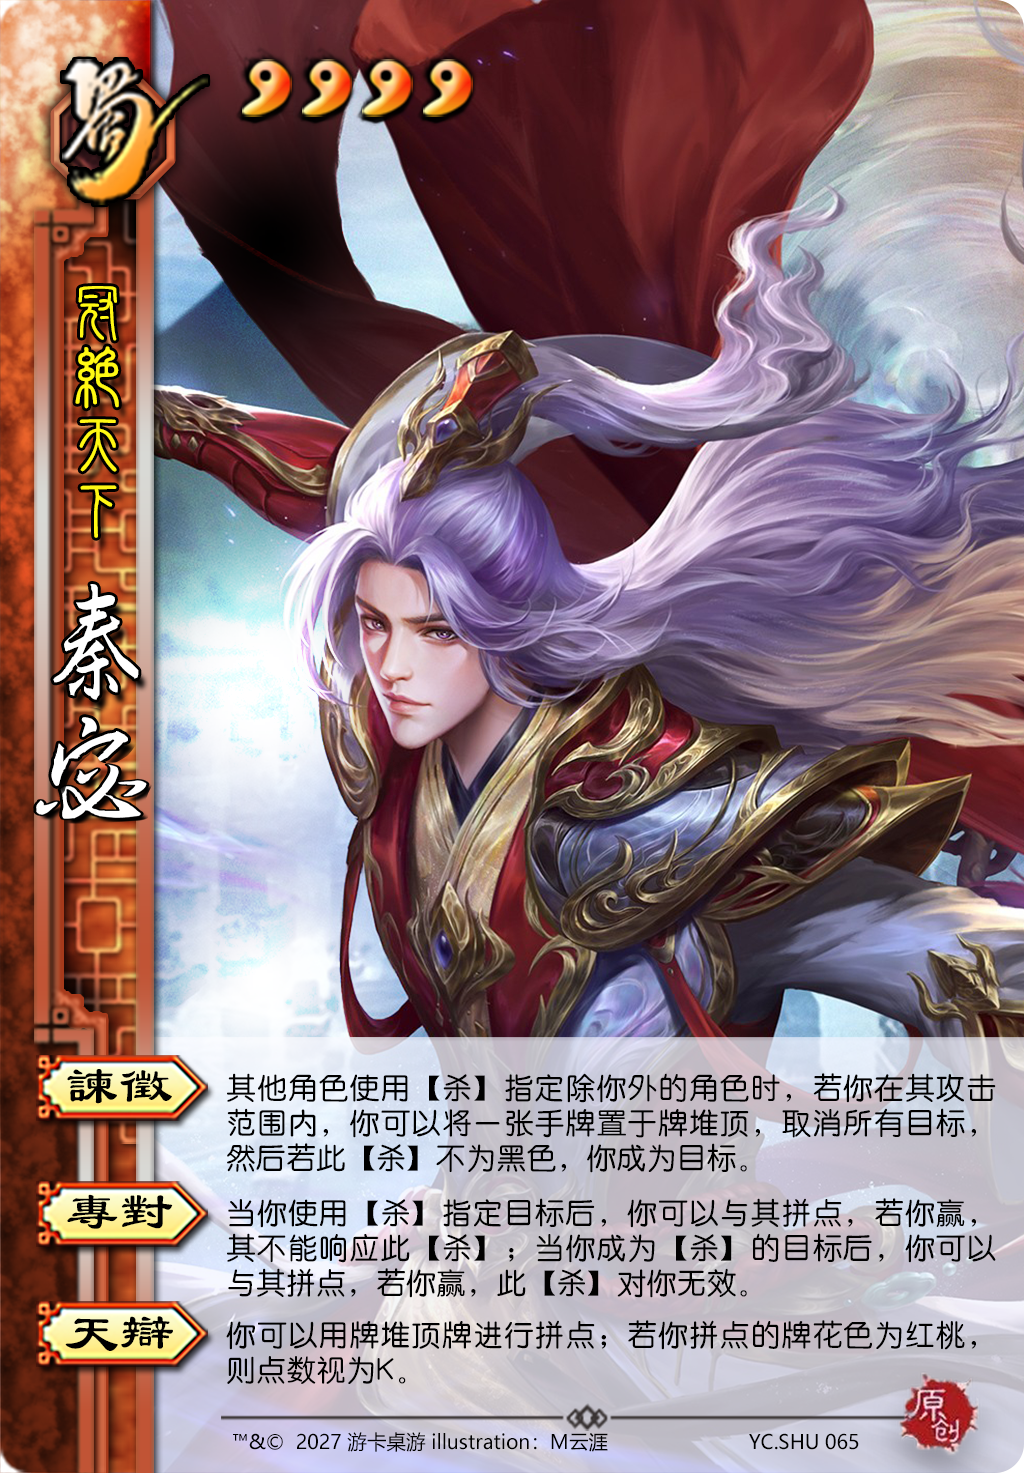 蜀
冠絕天下
秦宓
諫徵
其他角色使用【杀】指定除你外的角色时，若你在其攻击
范围内，你可以将一张手牌置于牌堆顶，取消所有目标，
然后若此【杀】不为黑色，你成为目标。
專對
当你使用【杀】指定目标后，你可以与其拼点，若你赢，
其不能响应此【杀】；当你成为【杀】的目标后，你可以
与其拼点，若你赢，此【杀】对你无效。
天辯
你可以用牌堆顶牌进行拼点；若你拼点的牌花色为红桃，
则点数视为K。
™&© 2027 游卡桌游 illustration：M云涯
YC.SHU 065
原创